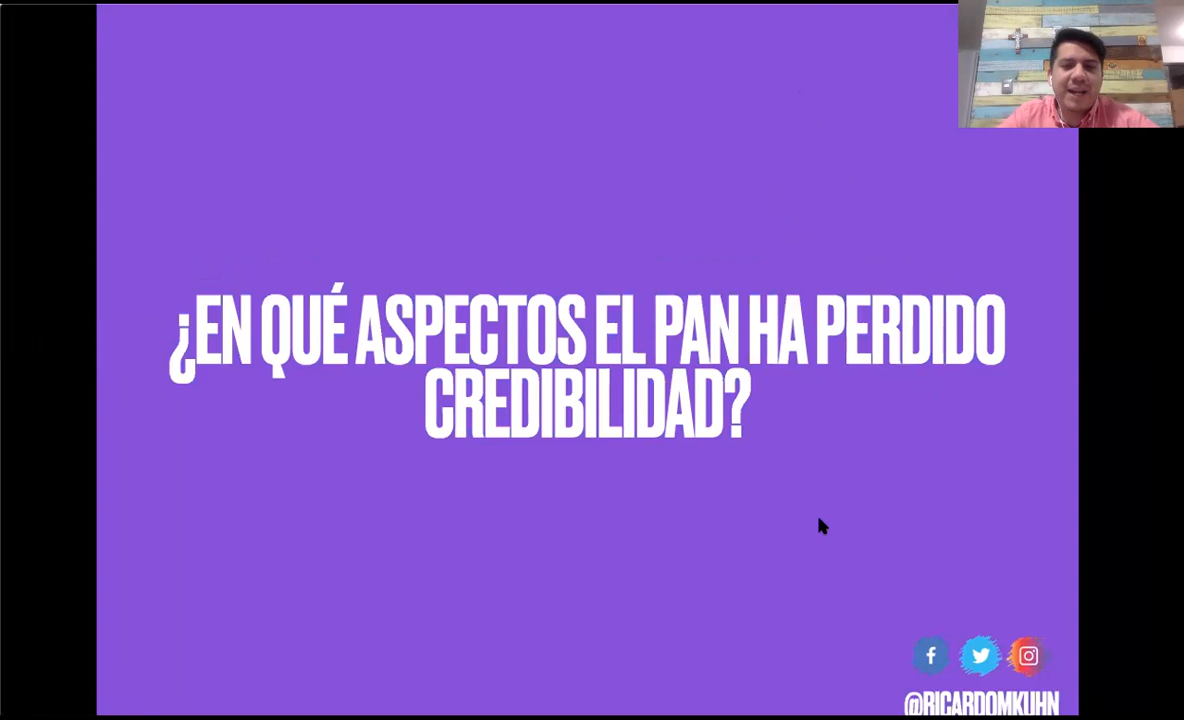 ¿EN QUÉ ASPECTOS EL PAN HA PERDIDO
CREDIBILIDAD?
@RICARDOMKUHN